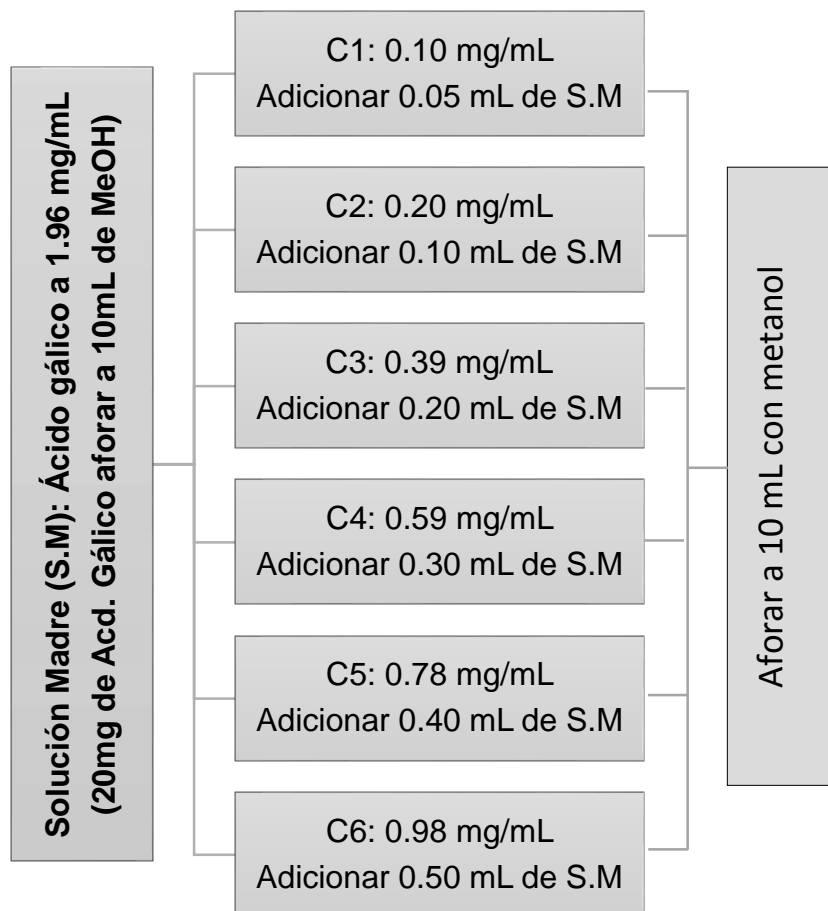 Solución Madre (S.M): Ácido gálico a 1.96 mg/mL
(20mg de Acd. Gálico aforar a 10mL de MeOH)
C1: 0.10 mg/mL
Adicionar 0.05 mL de S.M
C2: 0.20 mg/mL
Adicionar 0.10 mL de S.M
C3: 0.39 mg/mL
Adicionar 0.20 mL de S.M
C4: 0.59 mg/mL
Adicionar 0.30 mL de S.M
C5: 0.78 mg/mL
Adicionar 0.40 mL de S.M
C6: 0.98 mg/mL
Adicionar 0.50 mL de S.M
Aforar a 10 mL con metanol